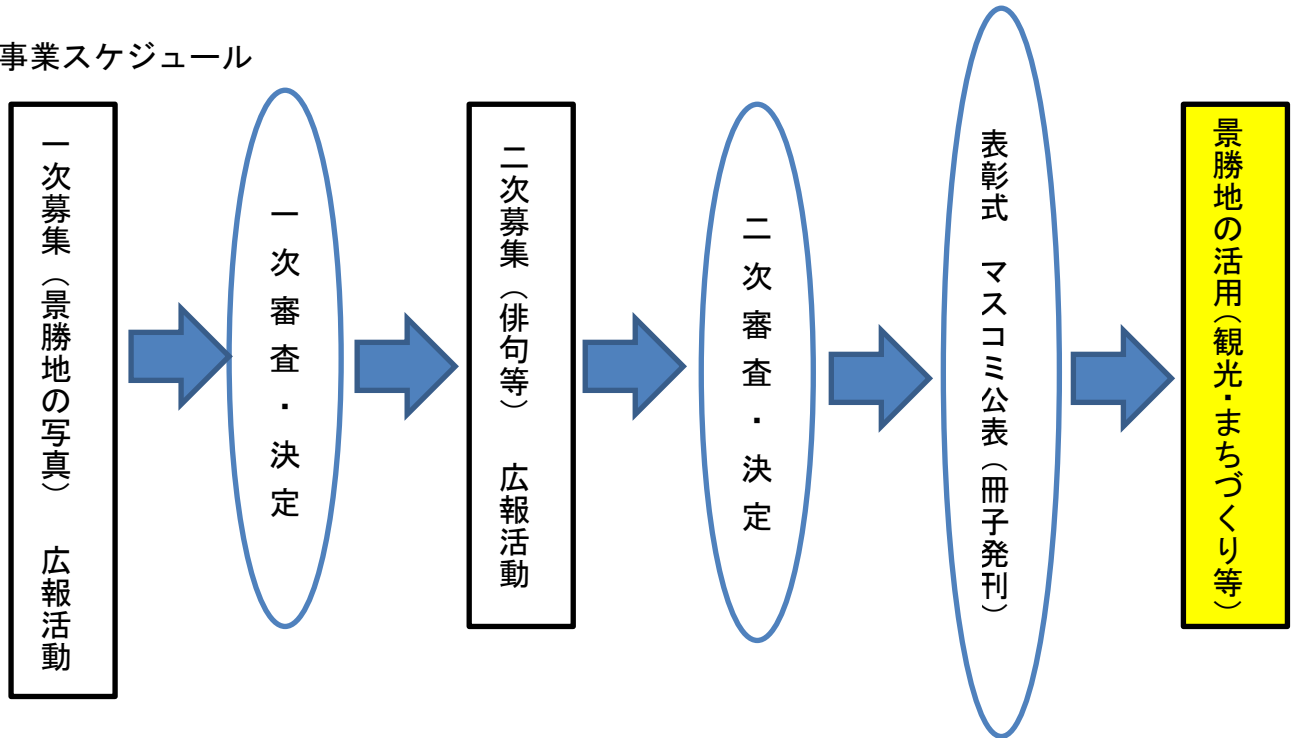 事業スケジュール
一次募集（景勝地の写真）　広報活動
一次審査・決定
二次募集（俳句等）　広報活動
二次審査・決定
表彰式　マスコミ公表（冊子発刊）
景勝地の活用（観光・まちづくり等）